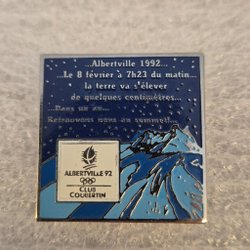 ...Albertville 1992...
...Le 8 février à 7h23 du matin...
la terre va s'élever
de quelques centimètres...
...Dans un an...
Retrouvons nous au sommet!...
ALBERTVILLE 92
CLUB
COUBERTIN